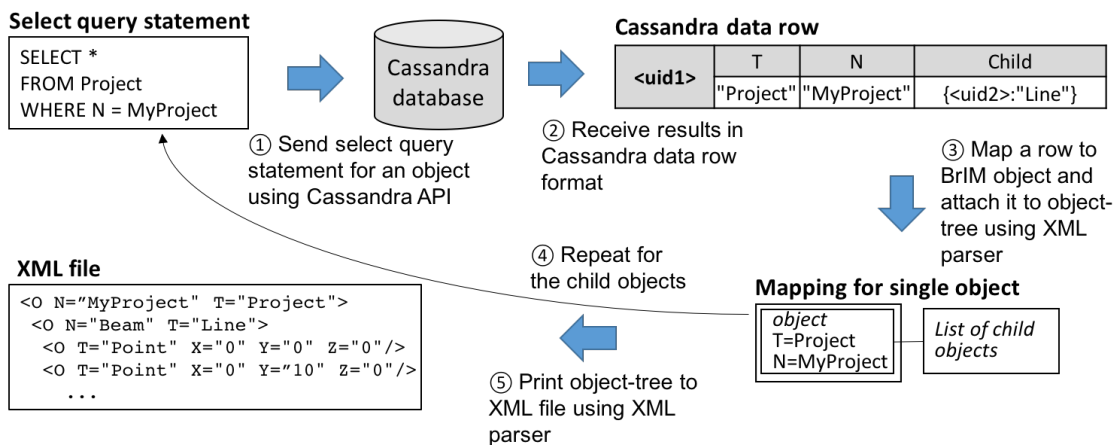 Select query statement
SELECT *
FROM Project
WHERE N = MyProject
Cassandra
database
Cassandra data row
<uid1>
T
N
Child
"Project"
"MyProject"
{<uid2>:"Line"}
① Send select query
statement for an object
using Cassandra API
② Receive results in
Cassandra data row
format
③ Map a row to
BrIM object and
attach it to object-
tree using XML
parser
④ Repeat for
the child objects
Mapping for single object
object
T=Project
N=MyProject
List of child
objects
XML file
<O N=”MyProject" T="Project">
<O N="Beam" T="Line">
<O T="Point" X="0" Y="0" Z="0"/>
<O T="Point" X="0" Y=”10" Z="0"/>
...
⑤ Print object-tree to
XML file using XML
parser